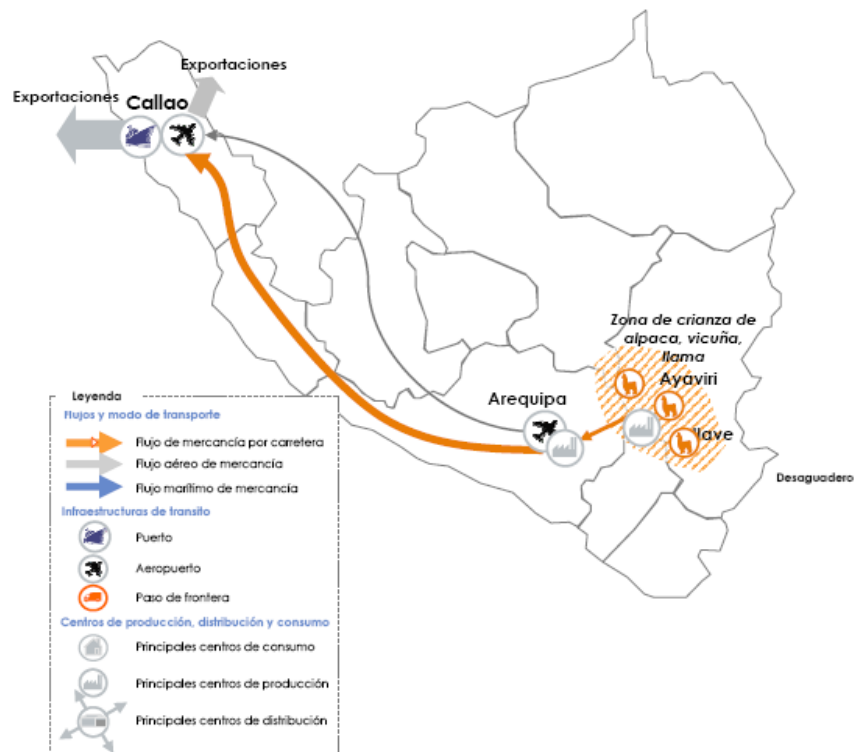 Exportaciones
Exportaciones
Callao
Zona de crianza de
alpaca, vicuña,
llama
Ayaviri
Arequipa
Ilave
Desaguadero
Leyenda
Flujos y modo de transporte
Flujo de mercancía por carretera
Flujo aéreo de mercancía
Flujo marítimo de mercancía
Infraestructuras de transito
Puerto
Aeropuerto
Paso de frontera
Centros de producción, distribución y consumo
Principales centros de consumo
Principales centros de producción
Principales centros de distribución